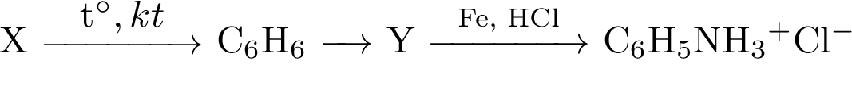 X —t°, kt→ C₆H₆ → Y —Fe, HCl→ C₆H₅NH₃⁺Cl⁻